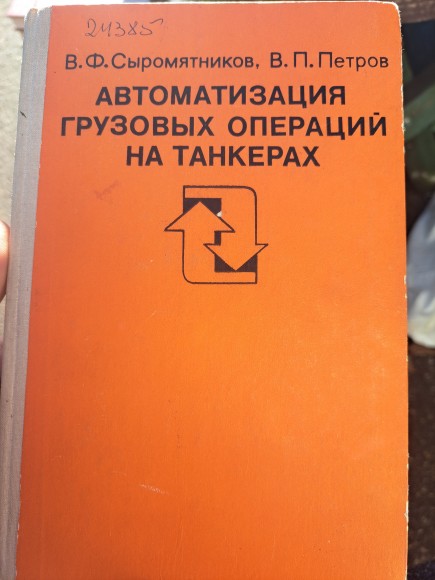 24385
В.Ф.Сыромятников, В.П.Петров
АВТОМАТИЗАЦИЯ
ГРУЗОВЫХ ОПЕРАЦИЙ
НА ТАНКЕРАХ